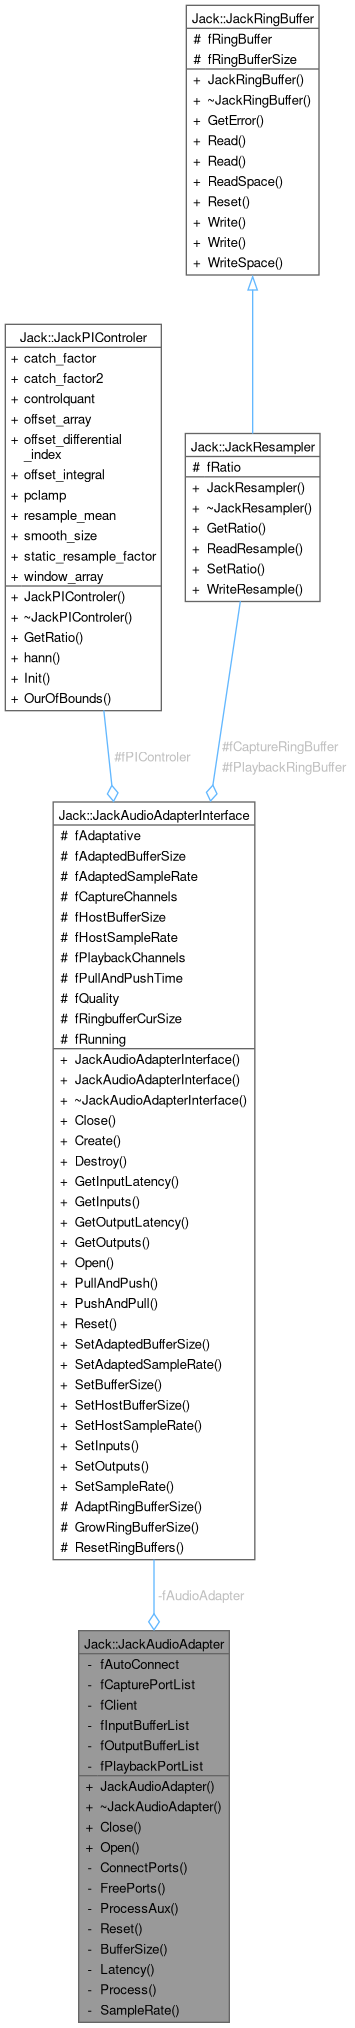 Jack::JackRingBuffer
# fRingBuffer
# fRingBufferSize
+ JackRingBuffer()
+ ~JackRingBuffer()
+ GetError()
+ Read()
+ Read()
+ ReadSpace()
+ Reset()
+ Write()
+ Write()
+ WriteSpace()
Jack::JackPIControler
+ catch_factor
+ catch_factor2
+ controlquant
+ offset_array
+ offset_differential
_index
+ offset_integral
+ pclamp
+ resample_mean
+ smooth_size
+ static_resample_factor
+ window_array
+ JackPIControler()
+ ~JackPIControler()
+ GetRatio()
+ hann()
+ Init()
+ OurOfBounds()
Jack::JackResampler
# fRatio
+ JackResampler()
+ ~JackResampler()
+ GetRatio()
+ ReadResample()
+ SetRatio()
+ WriteResample()
#fPIControler
#fCaptureRingBuffer
#fPlaybackRingBuffer
Jack::JackAudioAdapterInterface
# fAdaptative
# fAdaptedBufferSize
# fAdaptedSampleRate
# fCaptureChannels
# fHostBufferSize
# fHostSampleRate
# fPlaybackChannels
# fPullAndPushTime
# fQuality
# fRingbufferCurSize
# fRunning
+ JackAudioAdapterInterface()
+ JackAudioAdapterInterface()
+ ~JackAudioAdapterInterface()
+ Close()
+ Create()
+ Destroy()
+ GetInputLatency()
+ GetInputs()
+ GetOutputLatency()
+ GetOutputs()
+ Open()
+ PullAndPush()
+ PushAndPull()
+ Reset()
+ SetAdaptedBufferSize()
+ SetAdaptedSampleRate()
+ SetBufferSize()
+ SetHostBufferSize()
+ SetHostSampleRate()
+ SetInputs()
+ SetOutputs()
+ SetSampleRate()
# AdaptRingBufferSize()
# GrowRingBufferSize()
# ResetRingBuffers()
-fAudioAdapter
Jack::JackAudioAdapter
- fAutoConnect
- fCapturePortList
- fClient
- fInputBufferList
- fOutputBufferList
- fPlaybackPortList
+ JackAudioAdapter()
+ ~JackAudioAdapter()
+ Close()
+ Open()
- ConnectPorts()
- FreePorts()
- ProcessAux()
- Reset()
- BufferSize()
- Latency()
- Process()
- SampleRate()